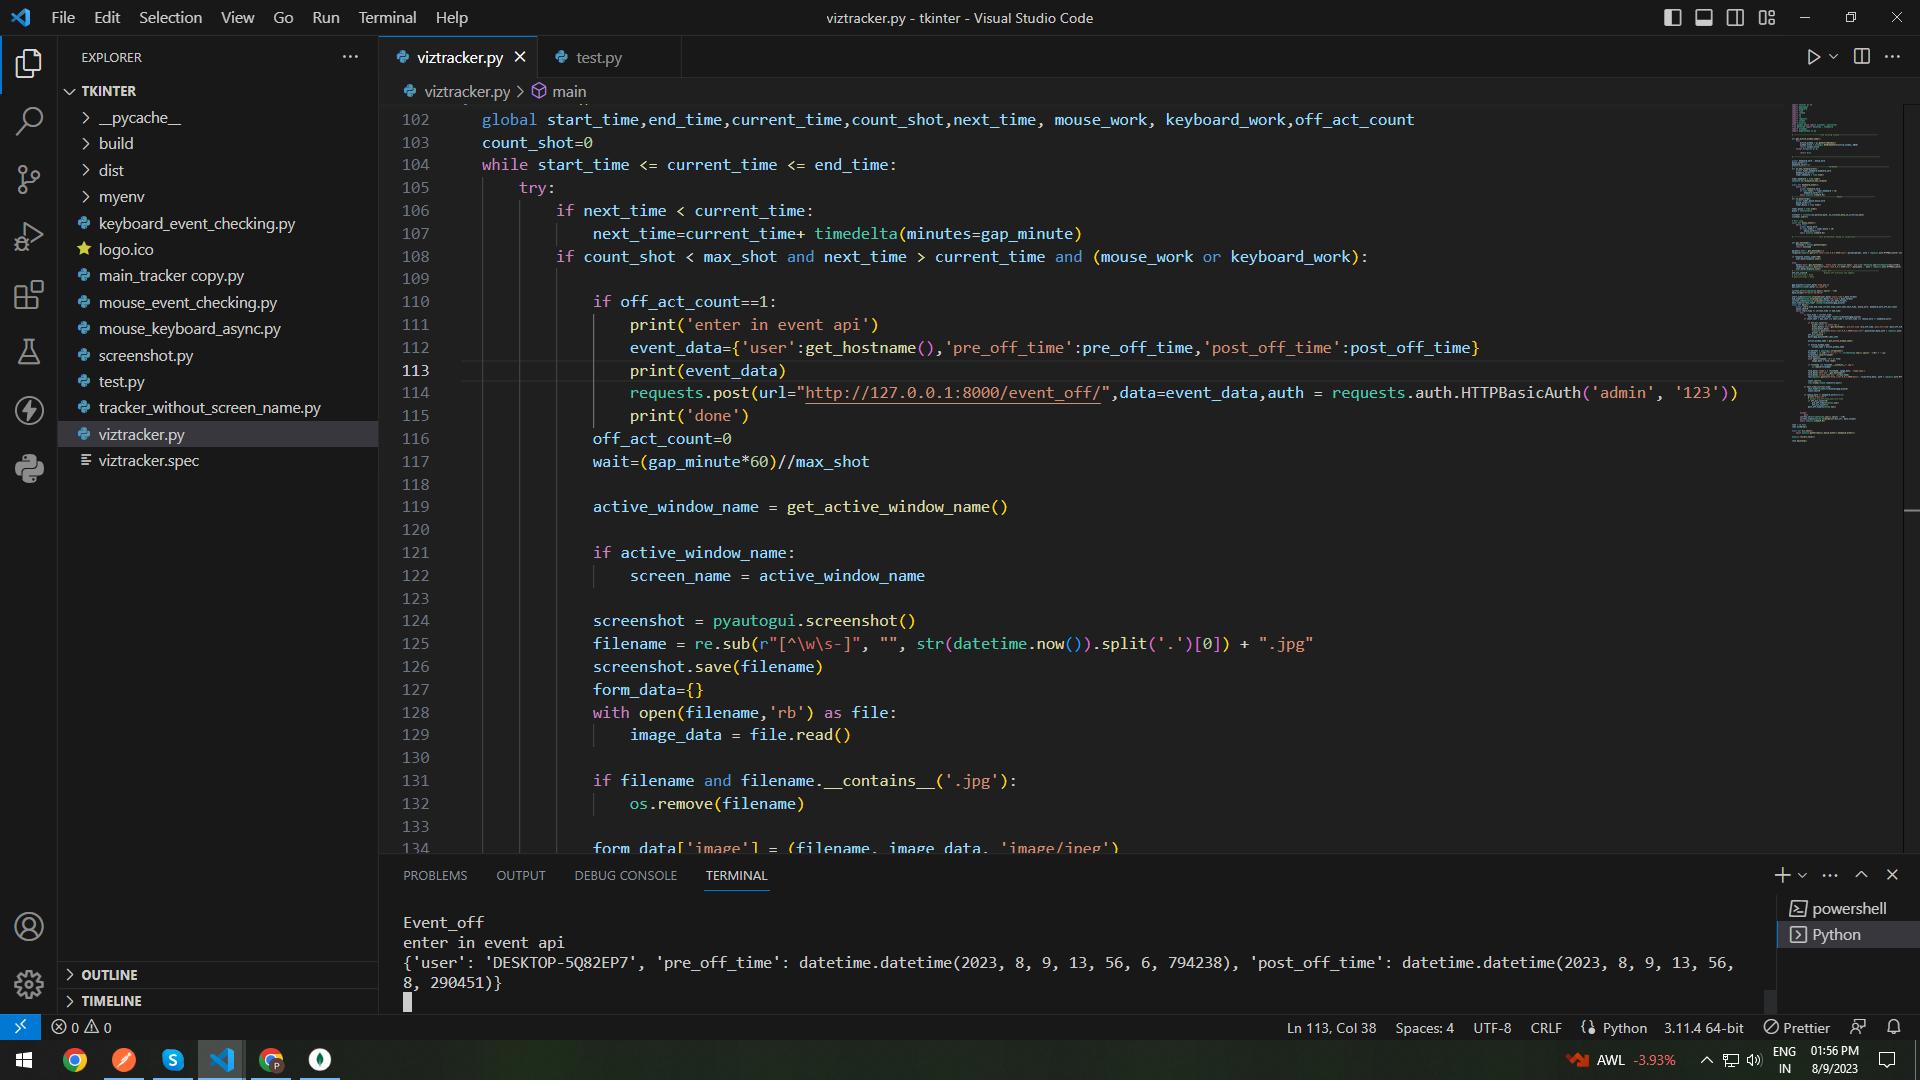 File Edit Selection View Go Run Terminal Help
viztracker.py - tkinter - Visual Studio Code
EXPLORER
TKINTER
__pycache__
build
dist
myenv
keyboard_event_checking.py
logo.ico
main_tracker copy.py
mouse_event_checking.py
mouse_keyboard_async.py
screenshot.py
test.py
tracker_without_screen_name.py
viztracker.py
viztracker.spec
OUTLINE
TIMELINE
viztracker.py test.py
viztracker.py > main
102 global start_time,end_time,current_time,count_shot,next_time, mouse_work, keyboard_work,off_act_count
103 count_shot=0
104 while start_time <= current_time <= end_time:
105 try:
106 if next_time < current_time:
107 next_time=current_time+ timedelta(minutes=gap_minute)
108 if count_shot < max_shot and next_time > current_time and (mouse_work or keyboard_work):
109
110 if off_act_count==1:
111 print('enter in event api')
112 event_data={'user':get_hostname(),'pre_off_time':pre_off_time,'post_off_time':post_off_time}
113 print(event_data)
114 requests.post(url="http://127.0.0.1:8000/event_off/",data=event_data,auth = requests.auth.HTTPBasicAuth('admin', '123'))
115 print('done')
116 off_act_count=0
117 wait=(gap_minute*60)//max_shot
118
119 active_window_name = get_active_window_name()
120
121 if active_window_name:
122 screen_name = active_window_name
123
124 screenshot = pyautogui.screenshot()
125 filename = re.sub(r"[^\w\s-]", "", str(datetime.now()).split('.')[0]) + ".jpg"
126 screenshot.save(filename)
127 form_data={}
128 with open(filename,'rb') as file:
129 image_data = file.read()
130
131 if filename and filename.__contains__('.jpg'):
132 os.remove(filename)
133
134 form_data['image'] = (filename, image_data, 'image/jpeg')
PROBLEMS OUTPUT DEBUG CONSOLE TERMINAL
Event_off
enter in event api
{'user': 'DESKTOP-5Q82EP7', 'pre_off_time': datetime.datetime(2023, 8, 9, 13, 56, 6, 794238), 'post_off_time': datetime.datetime(2023, 8, 9, 13, 56,
8, 290451)}
powershell
Python
0 0
Ln 113, Col 38 Spaces: 4 UTF-8 CRLF Python 3.11.4 64-bit Prettier
AWL -3.93%
ENG
IN
01:56 PM
8/9/2023